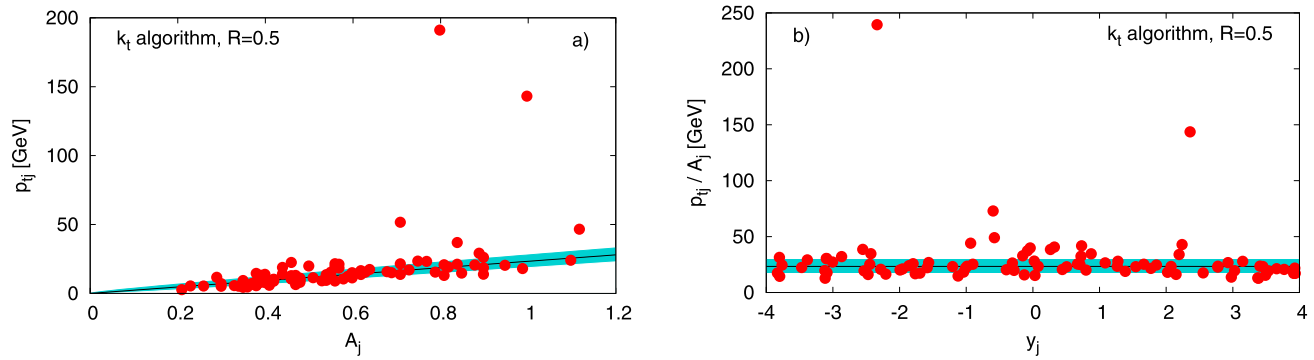 200
150
100
50
0
p_tj [GeV]
k_t algorithm, R=0.5
a)
0 0.2 0.4 0.6 0.8 1 1.2
A_j
250
200
150
100
50
0
p_tj / A_j [GeV]
b)
k_t algorithm, R=0.5
-4 -3 -2 -1 0 1 2 3 4
y_j